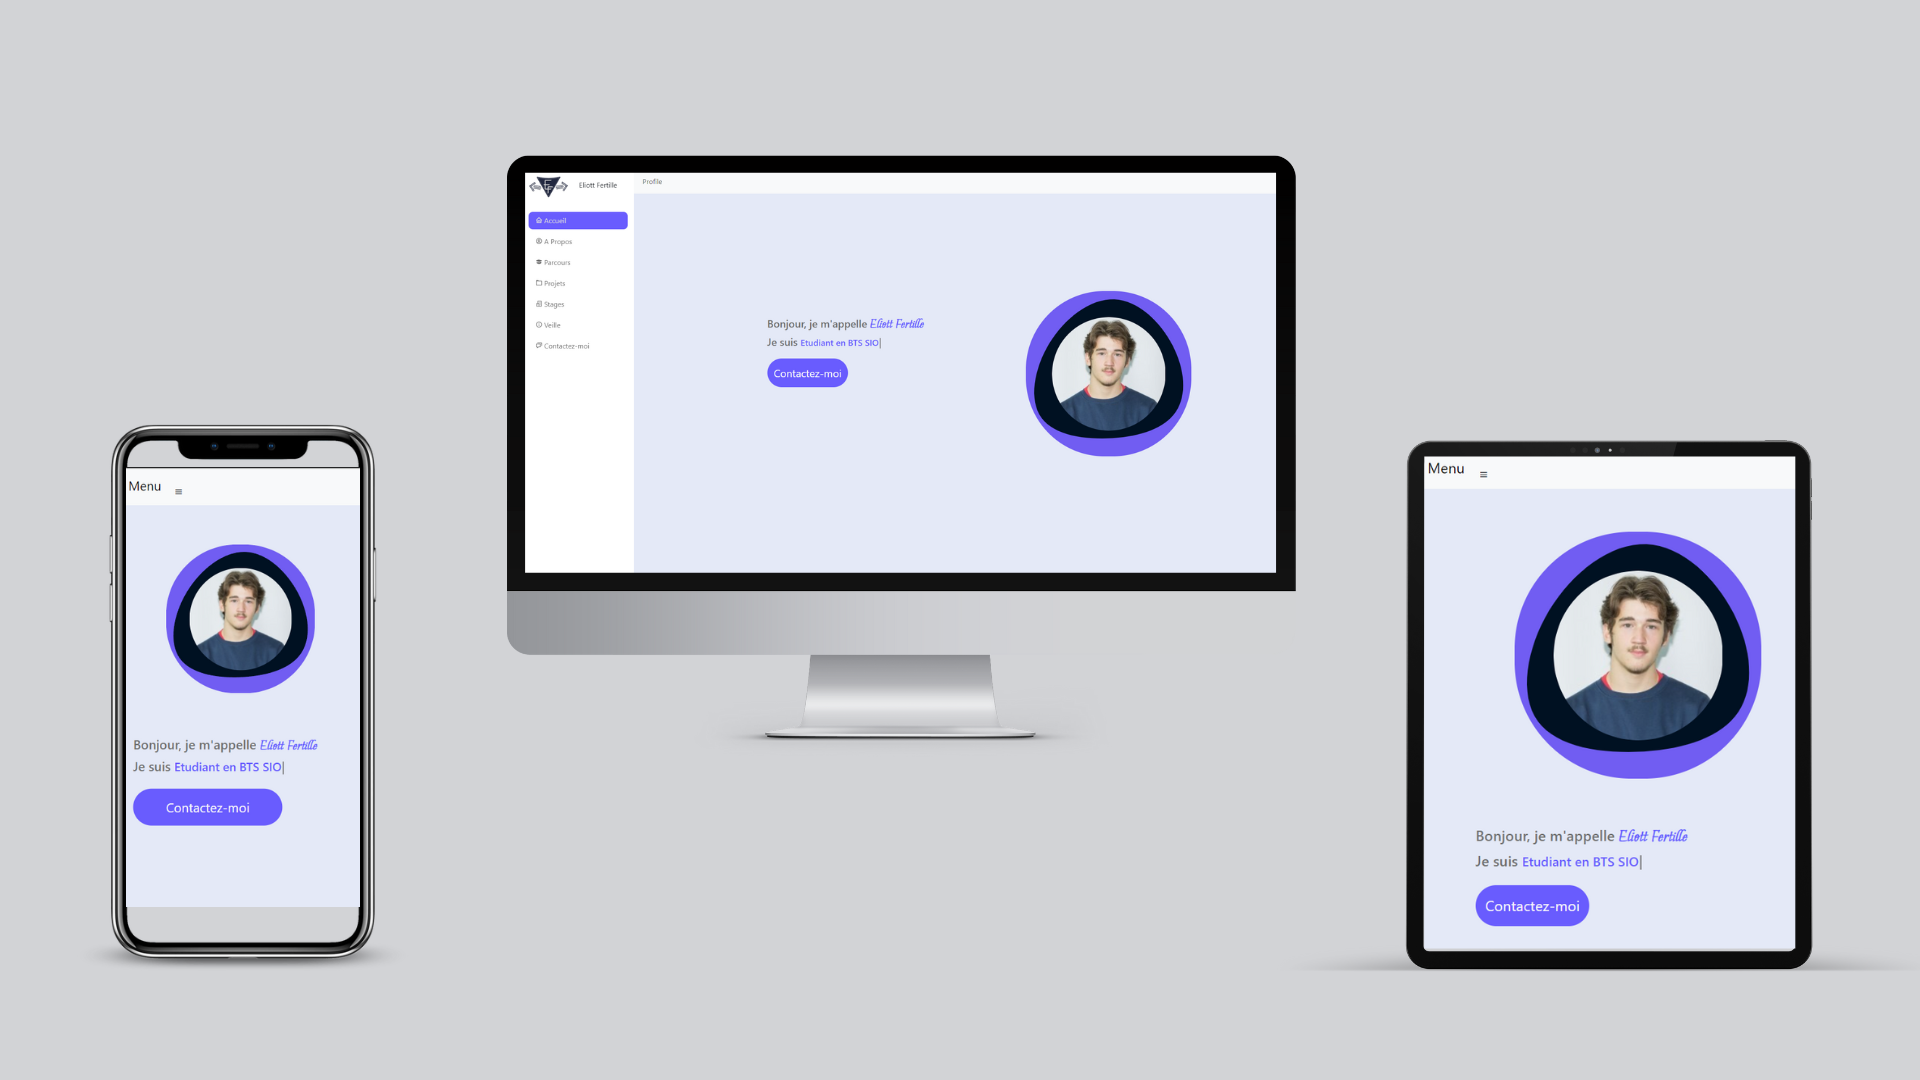 Eliott Fertille
Profile
Accueil
A Propos
Parcours
Projets
Stages
Veille
Contactez-moi
Bonjour, je m'appelle Eliott Fertille
Je suis Etudiant en BTS SIO|
Contactez-moi
Menu
Bonjour, je m'appelle Eliott Fertille
Je suis Etudiant en BTS SIO|
Contactez-moi
Menu
Bonjour, je m'appelle Eliott Fertille
Je suis Etudiant en BTS SIO|
Contactez-moi